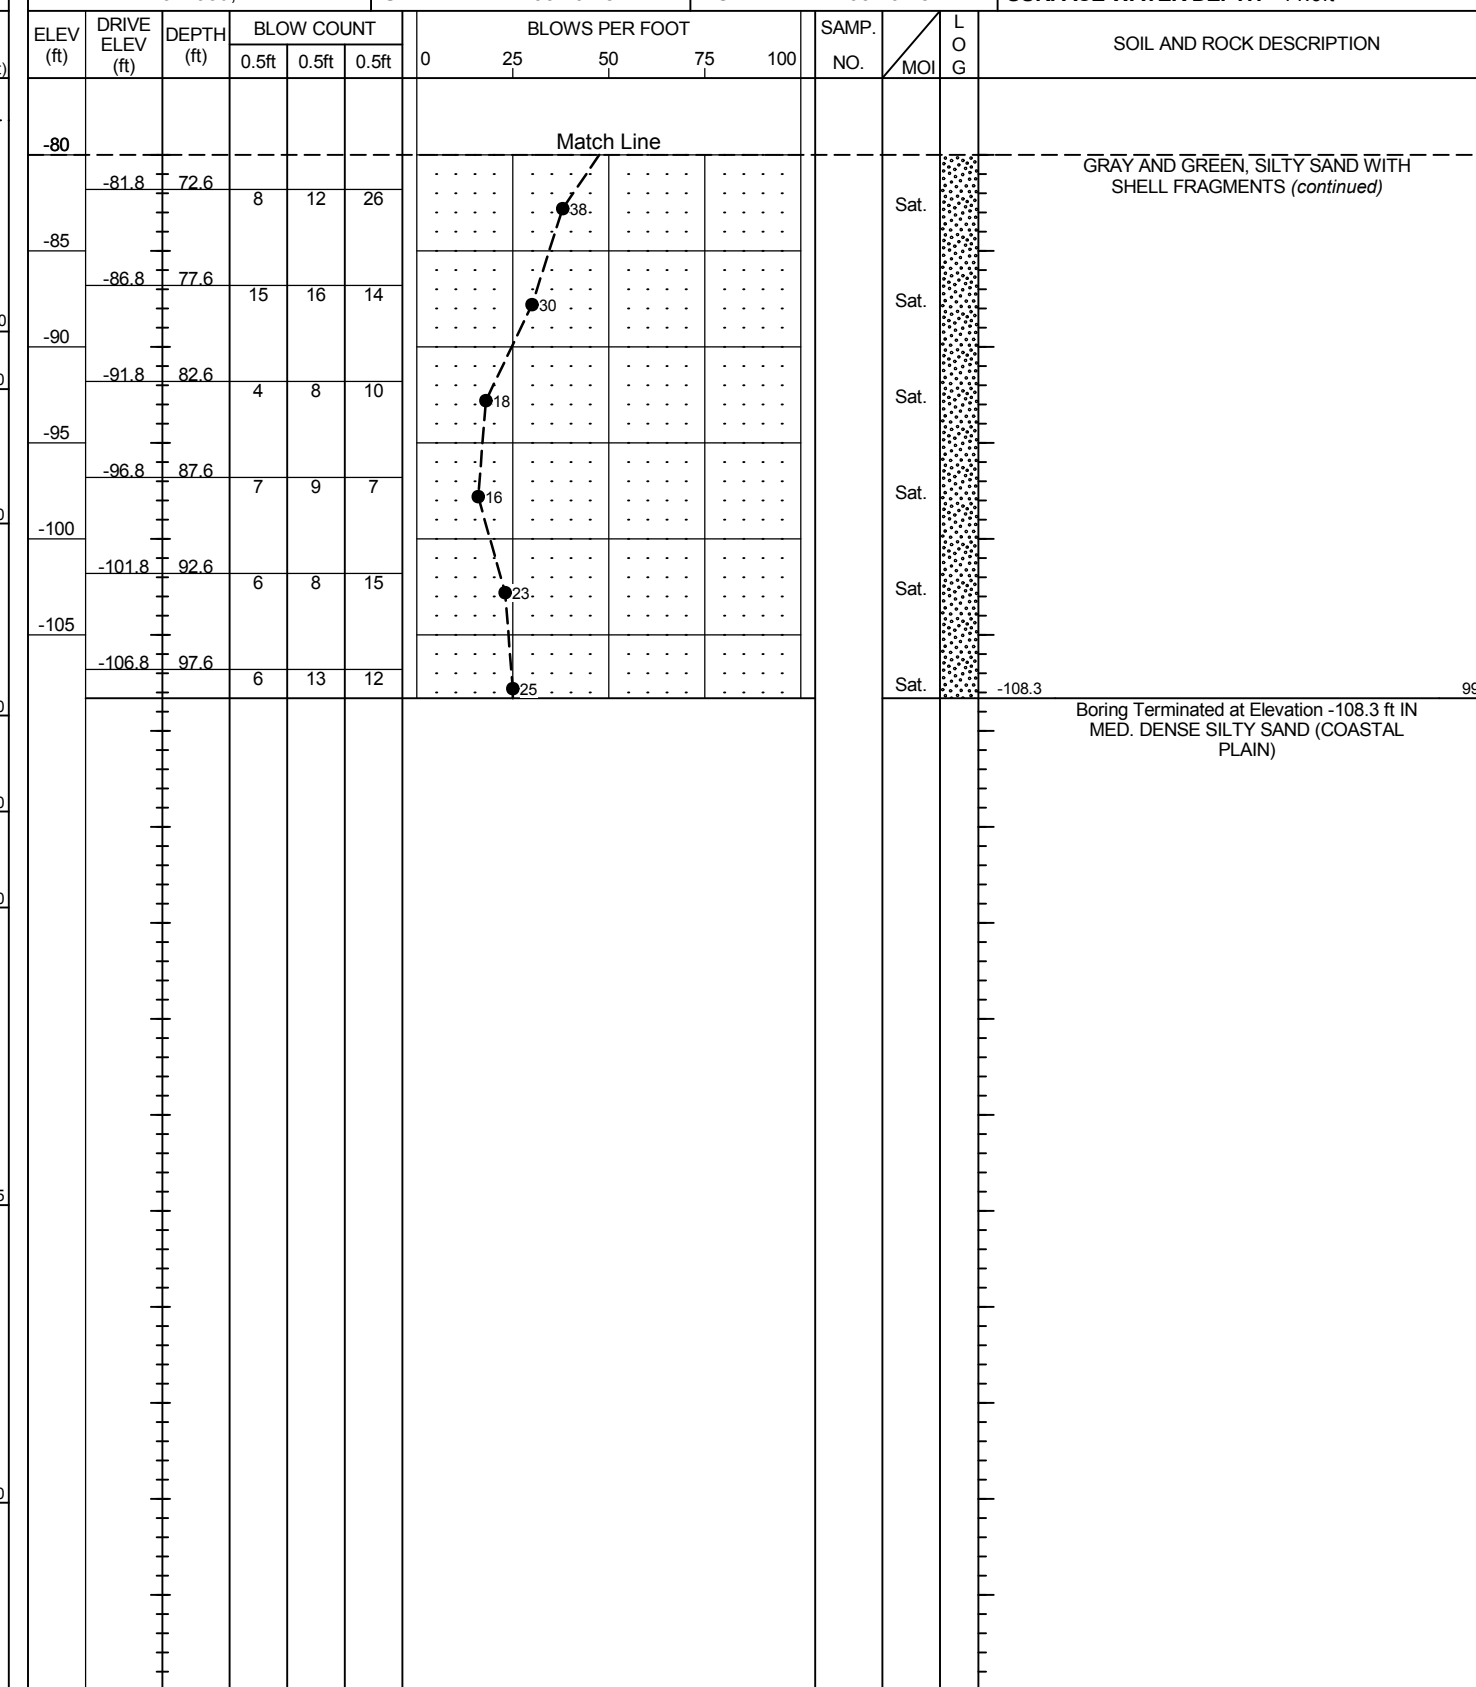 ELEV (ft) DRIVE ELEV (ft) DEPTH (ft) BLOW COUNT BLOWS PER FOOT SAMP. NO. MOI L O G SOIL AND ROCK DESCRIPTION
0.5ft 0.5ft 0.5ft 0 25 50 75 100
-80 Match Line
GRAY AND GREEN, SILTY SAND WITH
SHELL FRAGMENTS (continued)
-81.8 72.6 8 12 26 38 Sat.
-85
-86.8 77.6 15 16 14 30 Sat.
-90
-91.8 82.6 4 8 10 18 Sat.
-95
-96.8 87.6 7 9 7 16 Sat.
-100
-101.8 92.6 6 8 15 23 Sat.
-105
-106.8 97.6 6 13 12 25 Sat.
-108.3 99
Boring Terminated at Elevation -108.3 ft IN
MED. DENSE SILTY SAND (COASTAL
PLAIN)